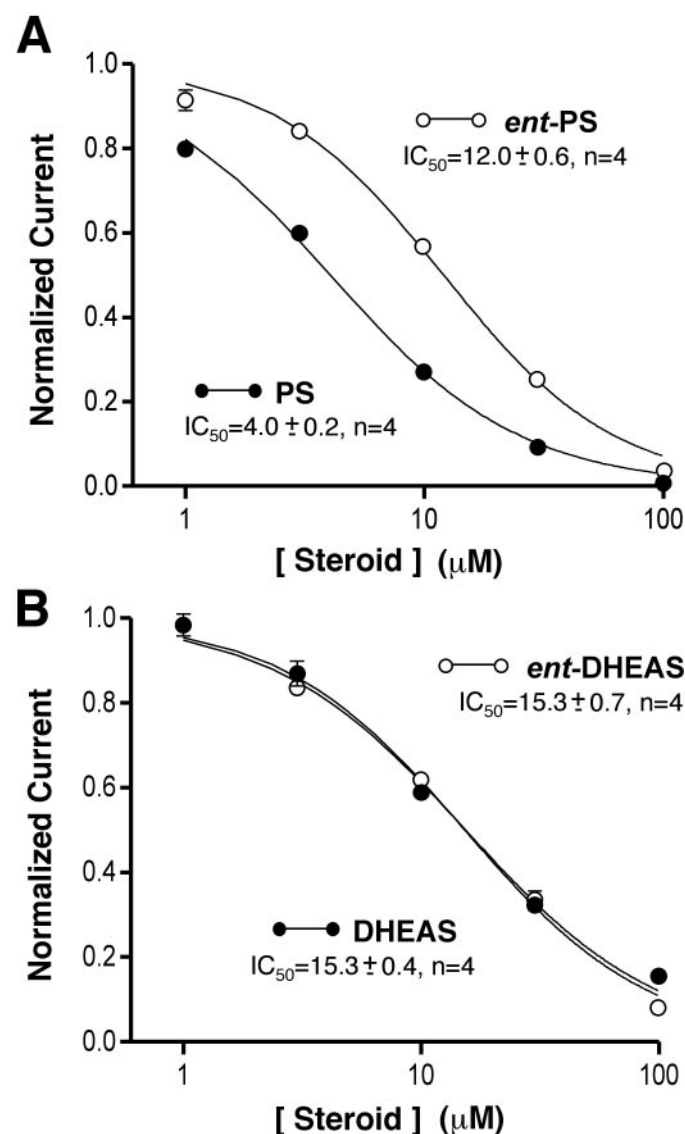 A
Normalized Current
1.0
0.8
0.6
0.4
0.2
0.0
ent-PS
IC50=12.0 ± 0.6, n=4
PS
IC50=4.0 ± 0.2, n=4
1 10 100
[ Steroid ] (μM)
B
Normalized Current
1.0
0.8
0.6
0.4
0.2
0.0
ent-DHEAS
IC50=15.3 ± 0.7, n=4
DHEAS
IC50=15.3 ± 0.4, n=4
1 10 100
[ Steroid ] (μM)